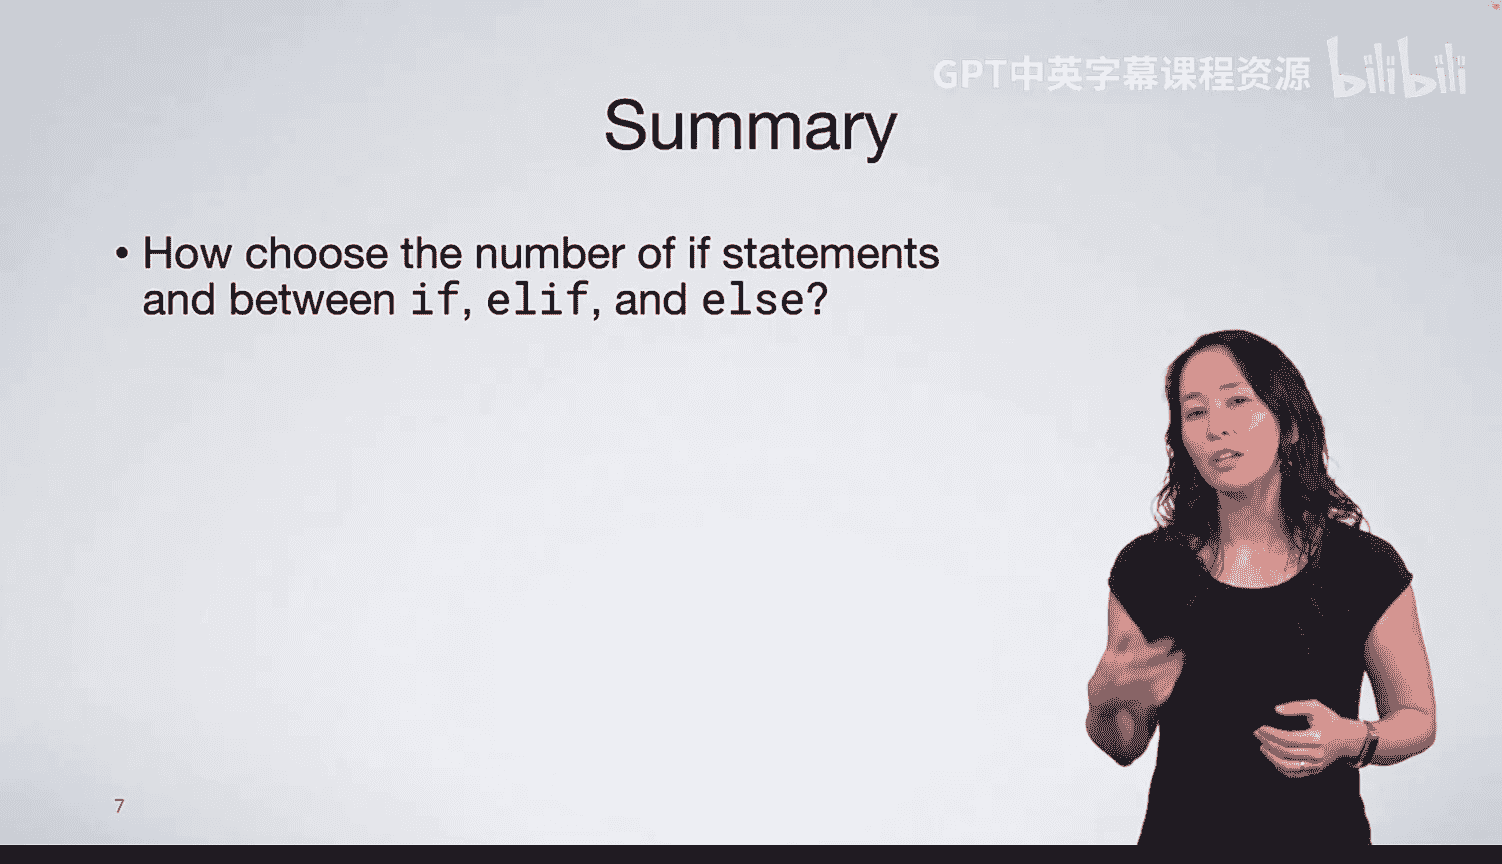 GPT中英字幕课程资源 bilibili
Summary
• How choose the number of if statements
and between if, elif, and else?
7